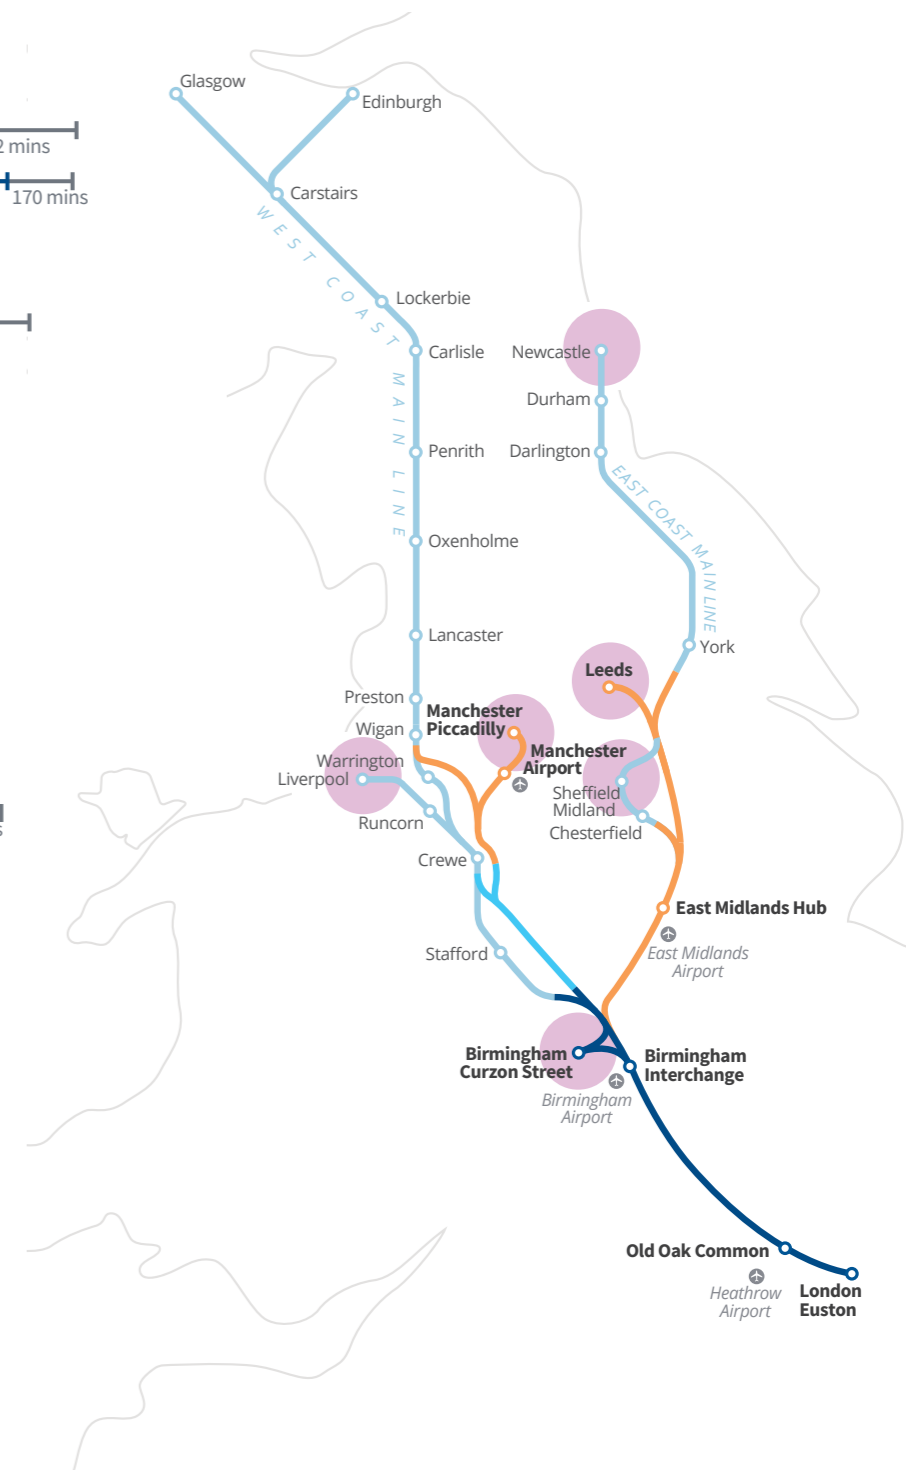 Glasgow
Edinburgh
2 mins
170 mins
Carstairs
WEST COAST MAIN LINE
Lockerbie
Carlisle
Newcastle
Durham
Penrith
Darlington
EAST COAST MAIN LINE
Oxenholme
Lancaster
York
Leeds
Preston
Manchester
Piccadilly
Wigan
Manchester
Airport
Warrington
Liverpool
Sheffield
Midland
Runcorn
Chesterfield
s
Crewe
East Midlands Hub
Stafford
East Midlands
Airport
Birmingham
Curzon Street
Birmingham
Interchange
Birmingham
Airport
Old Oak Common
Heathrow
Airport
London
Euston